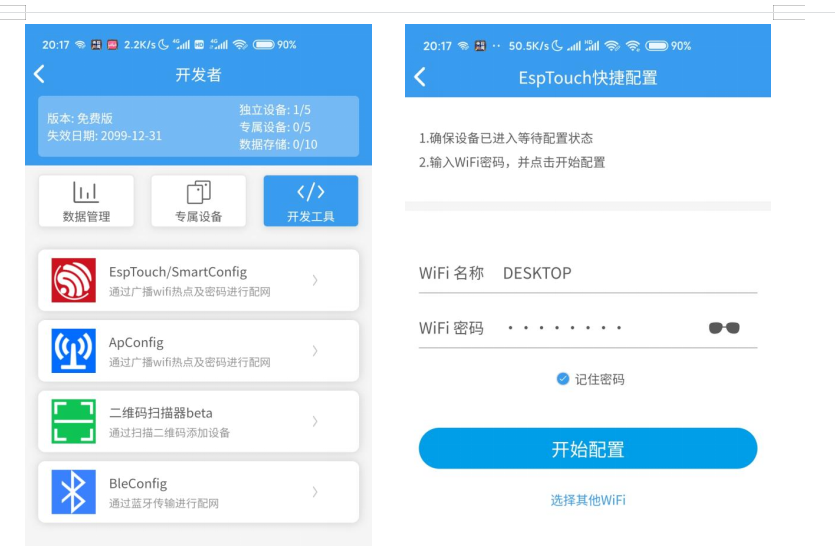 20:17 2.2K/s 4G HD 4G 90%
开发者
版本: 免费版
失效日期: 2099-12-31
独立设备: 1/5
专属设备: 0/5
数据存储: 0/10
数据管理
专属设备
</>
开发工具
EspTouch/SmartConfig
通过广播wifi热点及密码进行配网
ApConfig
通过广播wifi热点及密码进行配网
二维码扫描器beta
通过扫描二维码添加设备
BleConfig
通过蓝牙传输进行配网
20:17 ·· 50.5K/s 90%
EspTouch快捷配置
1.确保设备已进入等待配置状态
2.输入WiFi密码，并点击开始配置
WiFi 名称 DESKTOP
WiFi 密码 · · · · · · · ·
记住密码
开始配置
选择其他WiFi